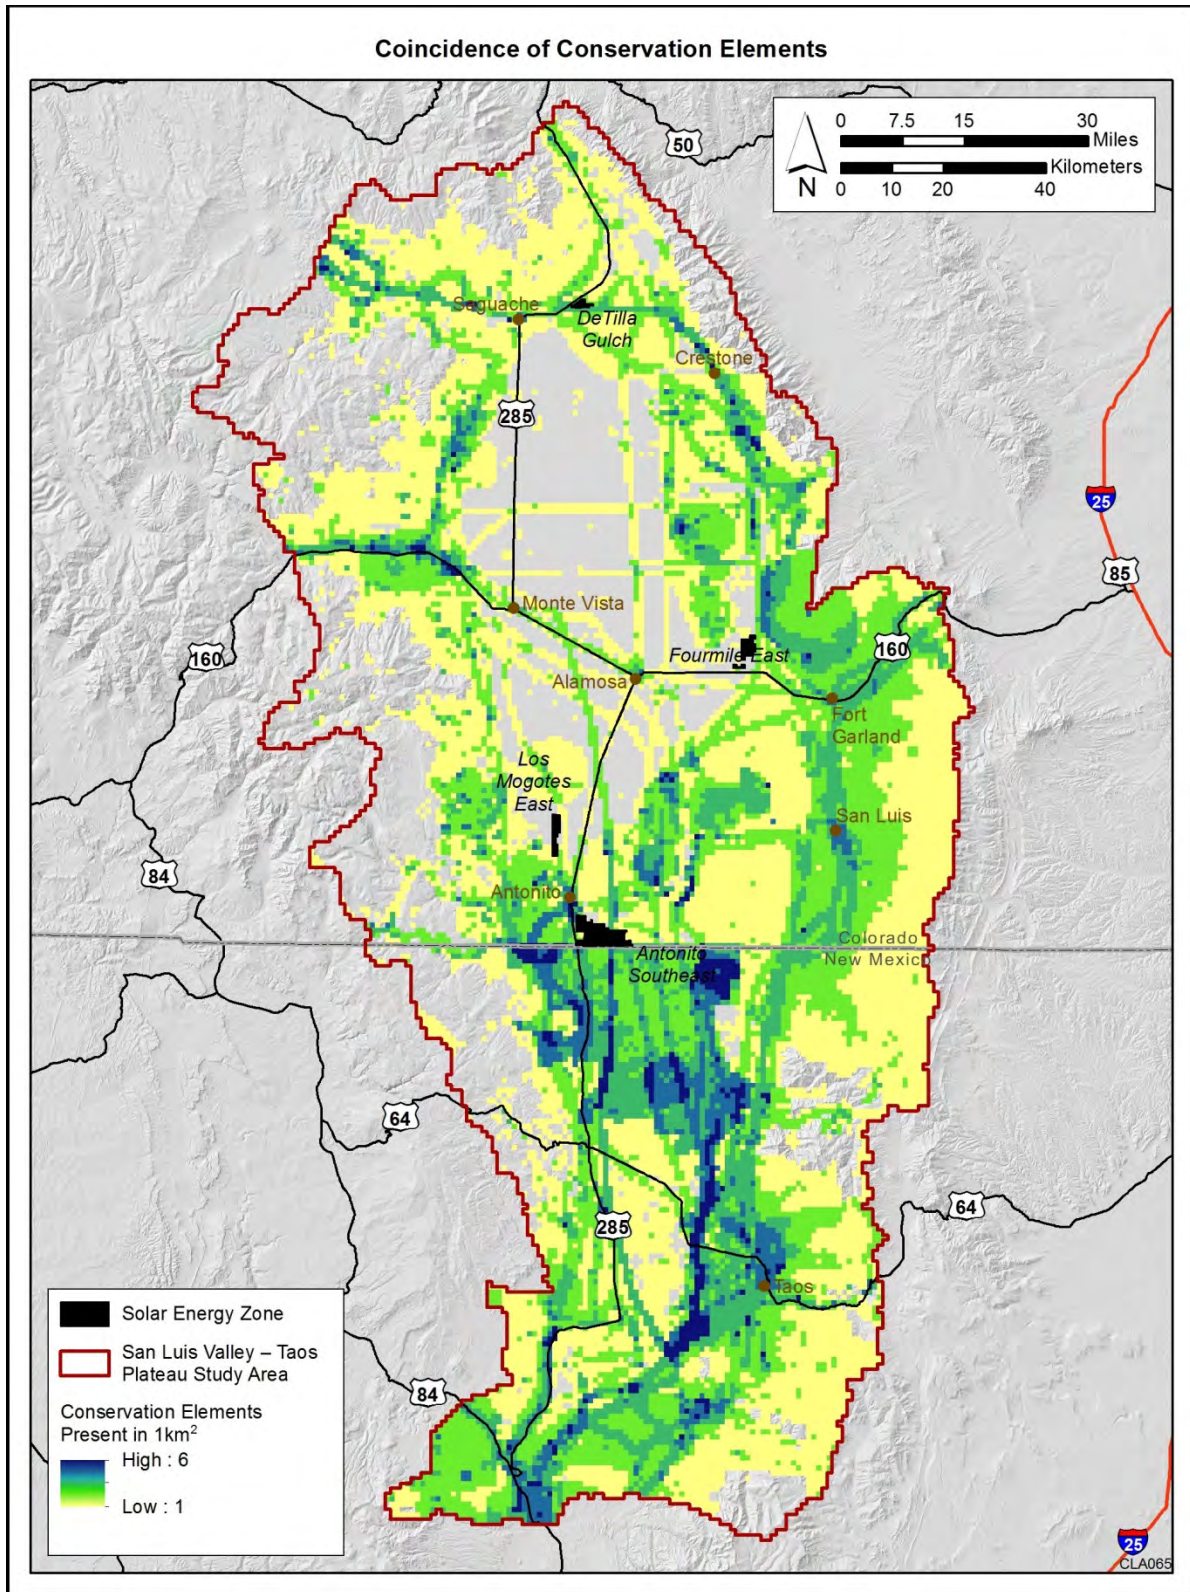 Coincidence of Conservation Elements
0 7.5 15 30
Miles
Kilometers
0 10 20 40
N
50
Saguache
DeTilla
Gulch
Crestone
285
25
85
Monte Vista
160
Fourmile East
160
Alamosa
Fort
Garland
Los
Mogotes
East
San Luis
84
Antonito
Colorado
New Mexico
Antonito
Southeast
64
64
285
Taos
84
Solar Energy Zone
San Luis Valley – Taos
Plateau Study Area
Conservation Elements
Present in 1km²
High : 6
Low : 1
25
CLA065